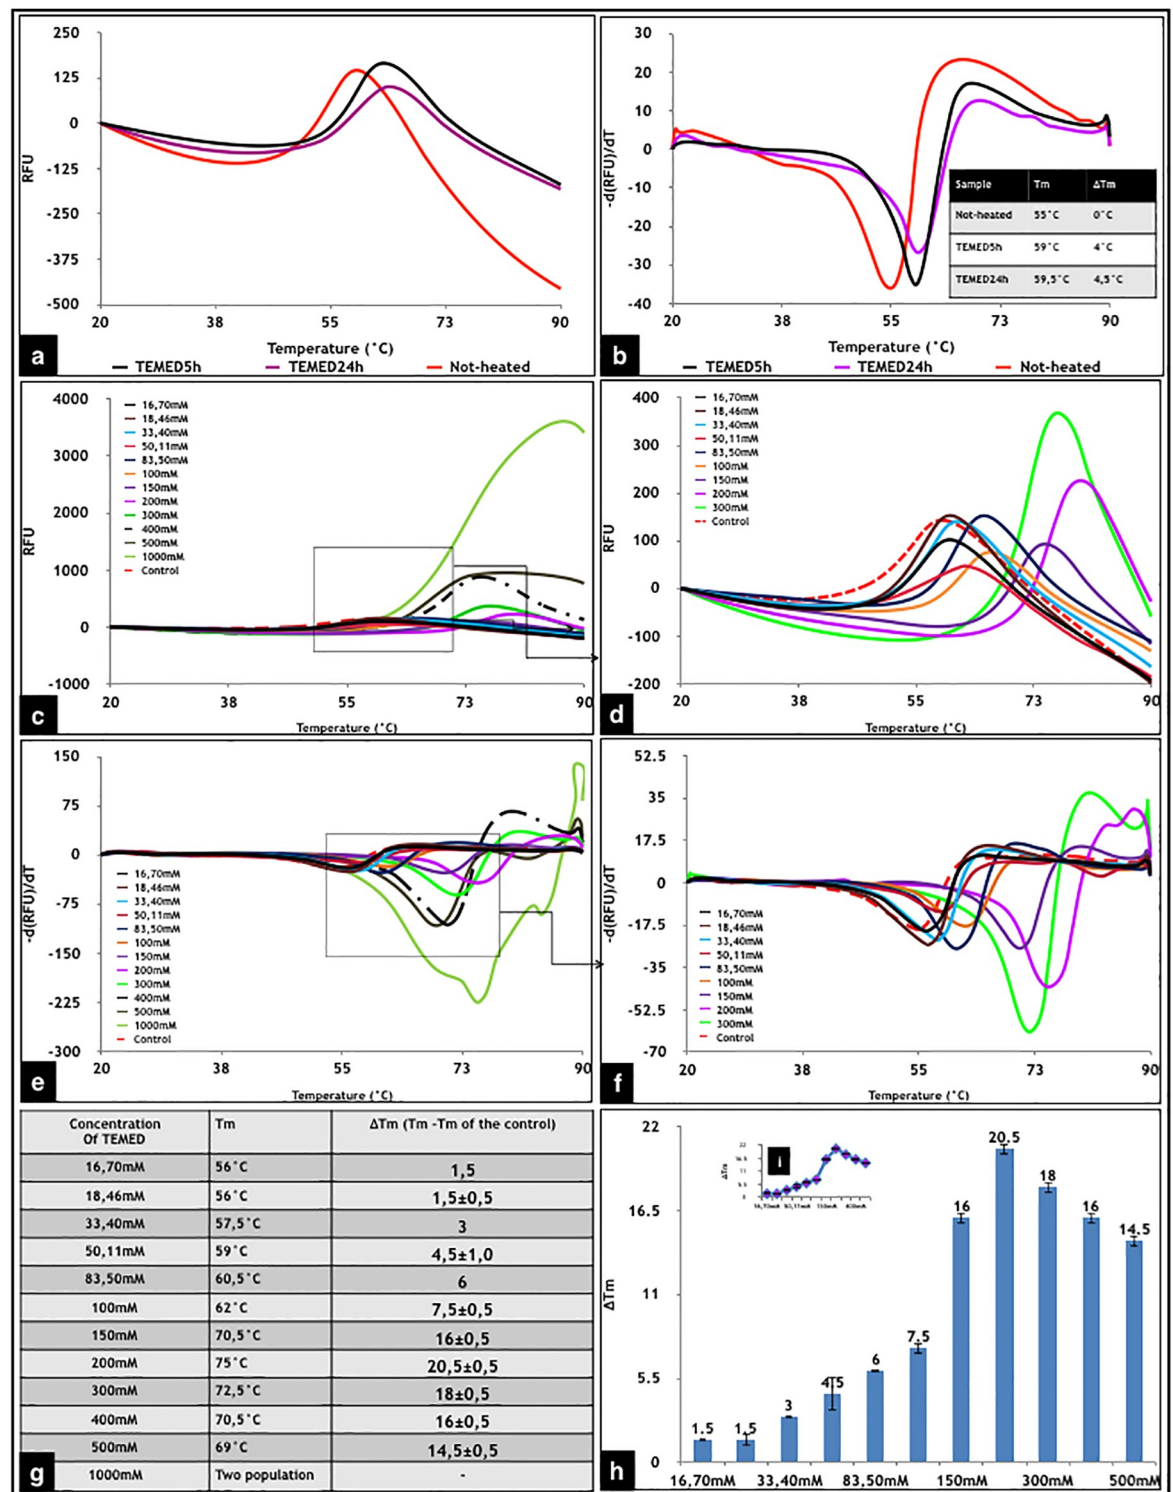 250
125
0
-125
-250
-375
-500
RFU
20 38 55 73 90
Temperature (°C)
TEMED5h TEMED24h Not-heated
a
30
20
10
0
-10
-20
-30
-40
-d(RFU)/dT
Sample Tm ΔTm
Not-heated 55°C 0°C
TEMED5h 59°C 4°C
TEMED24h 59,5°C 4,5°C
20 38 55 73 90
Temperature (°C)
TEMED5h TEMED24h Not-heated
b
4000
3000
2000
1000
0
-1000
RFU
16,70mM
18,46mM
33,40mM
50,11mM
83,50mM
100mM
150mM
200mM
300mM
400mM
500mM
1000mM
Control
20 38 55 73 90
Temperature (°C)
c
400
300
200
100
0
-100
-200
RFU
16,70mM
18,46mM
33,40mM
50,11mM
83,50mM
100mM
150mM
200mM
300mM
Control
20 38 55 73 90
Temperature (°C)
d
150
75
0
-75
-150
-225
-300
-d(RFU)/dT
16,70mM
18,46mM
33,40mM
50,11mM
83,50mM
100mM
150mM
200mM
300mM
400mM
500mM
1000mM
Control
20 38 55 73 90
Temperature (°C)
e
52.5
35
17.5
0
-17.5
-35
-52.5
-70
-d(RFU)/dT
16,70mM
18,46mM
33,40mM
50,11mM
83,50mM
100mM
150mM
200mM
300mM
Control
20 38 55 73 90
Temperature (°C)
f
Concentration Tm ΔTm (Tm -Tm of the control)
Of TEMED
16,70mM 56°C 1,5
18,46mM 56°C 1,5±0,5
33,40mM 57,5°C 3
50,11mM 59°C 4,5±1,0
83,50mM 60,5°C 6
100mM 62°C 7,5±0,5
150mM 70,5°C 16±0,5
200mM 75°C 20,5±0,5
300mM 72,5°C 18±0,5
400mM 70,5°C 16±0,5
500mM 69°C 14,5±0,5
1000mM Two population -
g
22
16.5
11
5.5
0
ΔTm
1.5 1.5 3 4.5 6 7.5 16 20.5 18 16 14.5
16,70mM 33,40mM 83,50mM 150mM 300mM 500mM
h
22
16.5
11
5.5
0
ΔTm
i
16,70mM 50,11mM 150mM 400mM